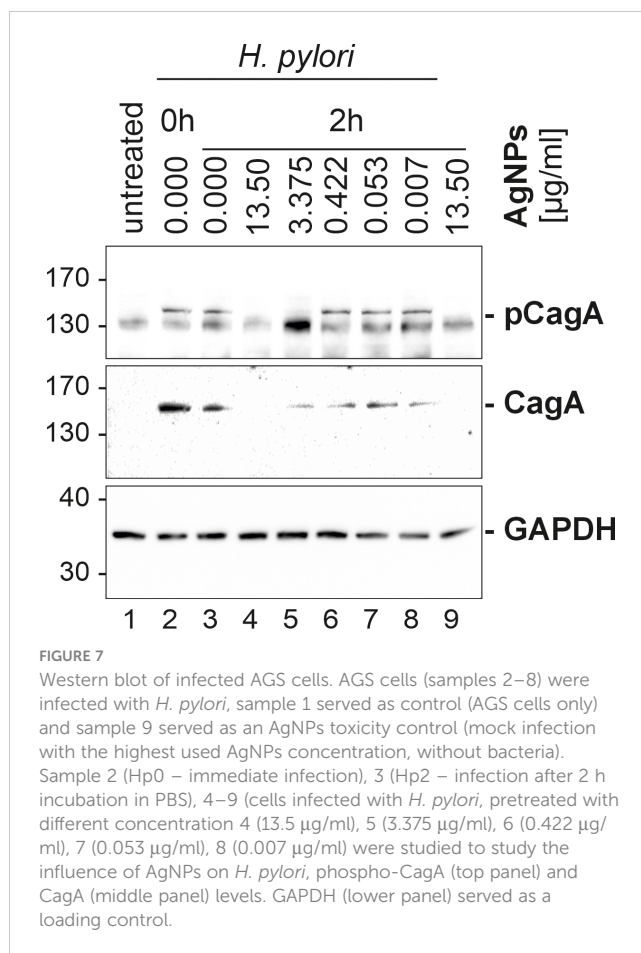 H. pylori
0h 2h
untreated 0.000 0.000 13.50 3.375 0.422 0.053 0.007 13.50 AgNPs [µg/ml]
170
130
- pCagA
170
130
- CagA
40
30
- GAPDH
1 2 3 4 5 6 7 8 9
FIGURE 7
Western blot of infected AGS cells. AGS cells (samples 2–8) were
infected with H. pylori, sample 1 served as control (AGS cells only)
and sample 9 served as an AgNPs toxicity control (mock infection
with the highest used AgNPs concentration, without bacteria).
Sample 2 (Hp0 – immediate infection), 3 (Hp2 – infection after 2 h
incubation in PBS), 4–9 (cells infected with H. pylori, pretreated with
different concentration 4 (13.5 µg/ml), 5 (3.375 µg/ml), 6 (0.422 µg/
ml), 7 (0.053 µg/ml), 8 (0.007 µg/ml) were studied to study the
influence of AgNPs on H. pylori, phospho-CagA (top panel) and
CagA (middle panel) levels. GAPDH (lower panel) served as a
loading control.